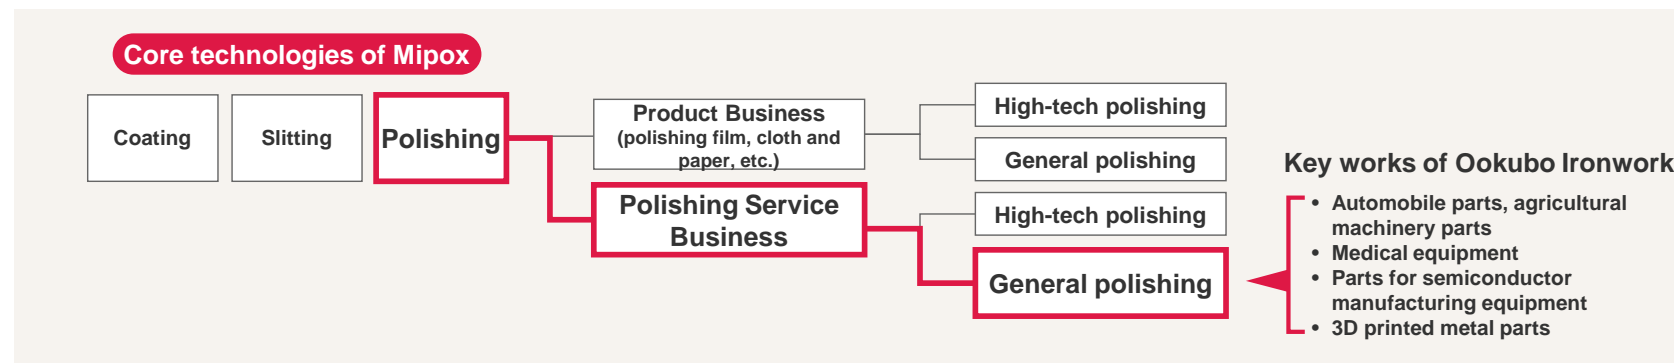 Core technologies of Mipox
Coating
Slitting
Polishing
Product Business
(polishing film, cloth and
paper, etc.)
Polishing Service
Business
High-tech polishing
General polishing
High-tech polishing
General polishing
Key works of Ookubo Ironwork
• Automobile parts, agricultural
machinery parts
• Medical equipment
• Parts for semiconductor
manufacturing equipment
• 3D printed metal parts